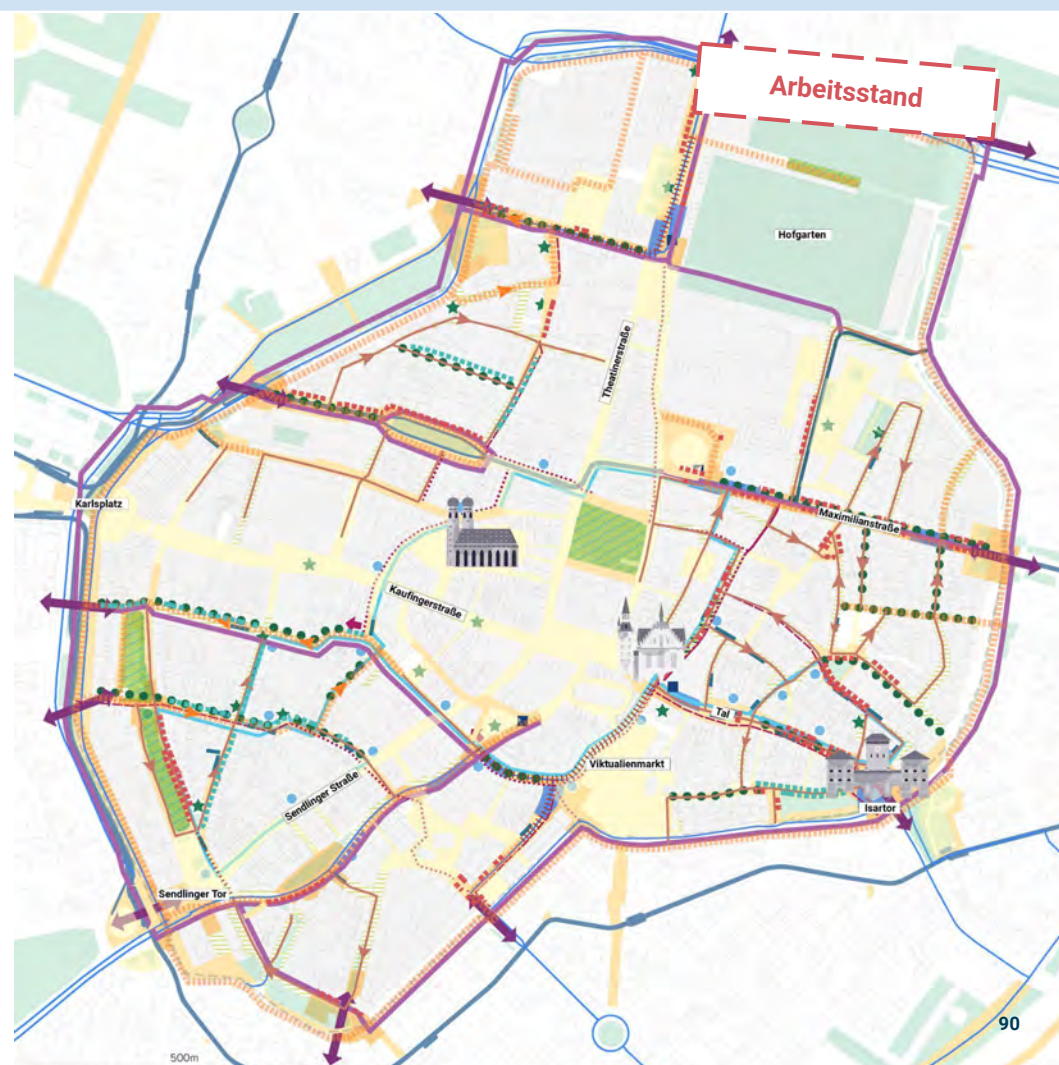 Arbeitsstand
Hofgarten
Theatinerstraße
Karlsplatz
Maximilianstraße
Kaufingerstraße
Tal
Viktualienmarkt
Sendlinger Straße
Isartor
Sendlinger Tor
90
500m